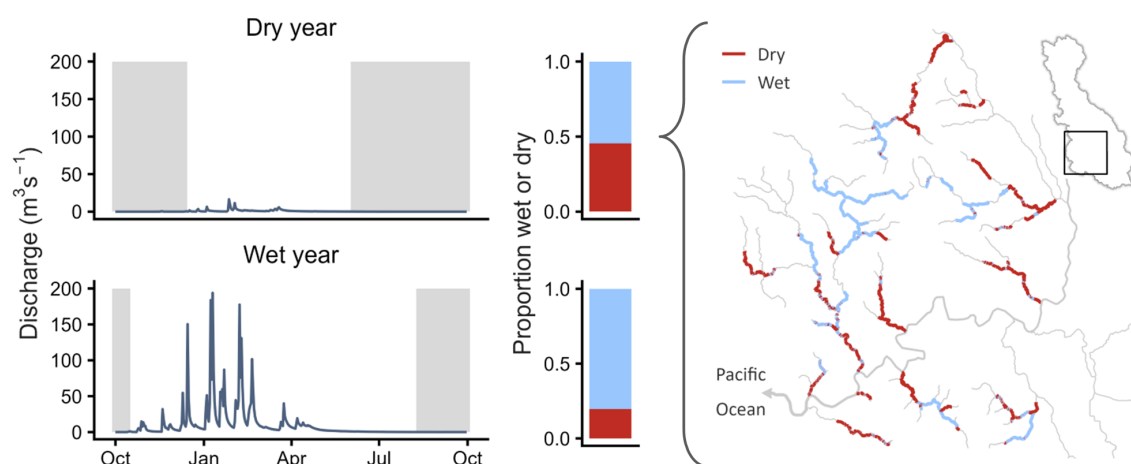 Dry year
200
150
100
50
0
Wet year
200
150
100
50
0
Oct
Jan
Apr
Jul
Oct
Discharge (m³s⁻¹)
Proportion wet or dry
1.0
0.5
0.0
1.0
0.5
0.0
Dry
Wet
Pacific
Ocean